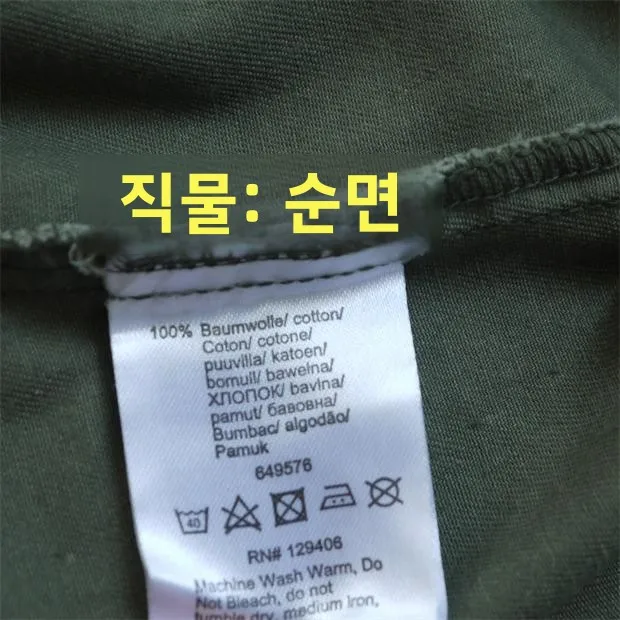 직물: 순면
100% Baumwolle/ cotton/
Coton/ cotone/
puuvilla/ katoen/
bomull/ bawełna/
ХЛОПОК/ bavlna/
pamut/ бавовна/
Bumbac/ algodão/
Pamuk
649576
40
RN# 129406
Machine Wash Warm, Do
Not Bleach, do not
tumble dry, medium Iron,